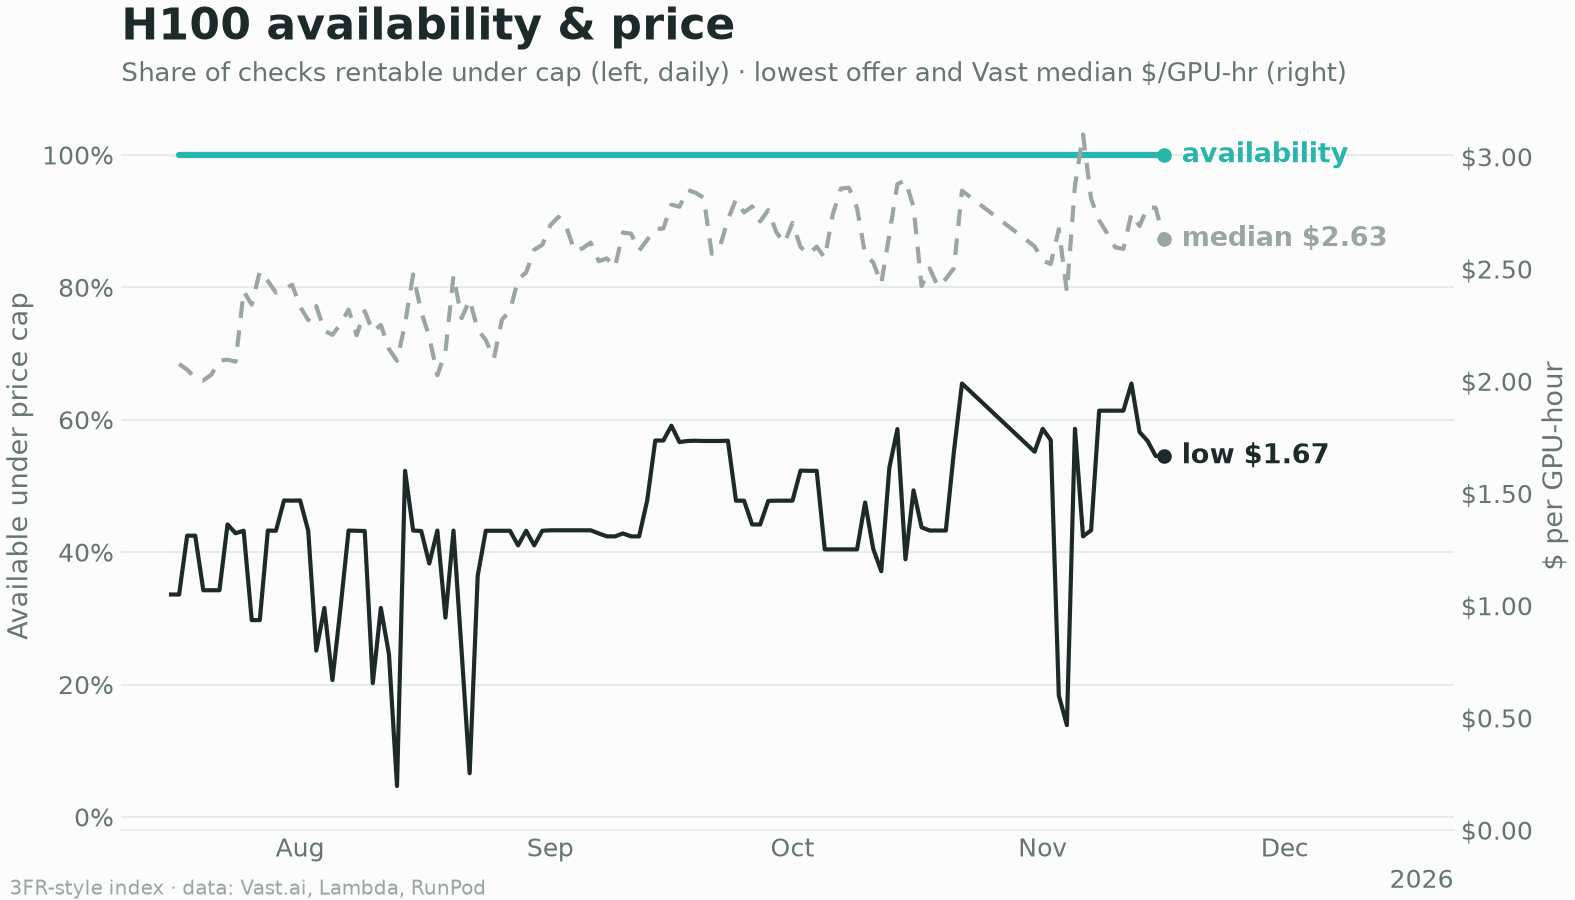 H100 availability & price
Share of checks rentable under cap (left, daily) · lowest offer and Vast median $/GPU-hr (right)
100%
80%
60%
40%
20%
0%
Available under price cap
availability
median $2.63
low $1.67
$3.00
$2.50
$2.00
$1.50
$1.00
$0.50
$0.00
$ per GPU-hour
Aug Sep Oct Nov Dec
2026
3FR-style index · data: Vast.ai, Lambda, RunPod